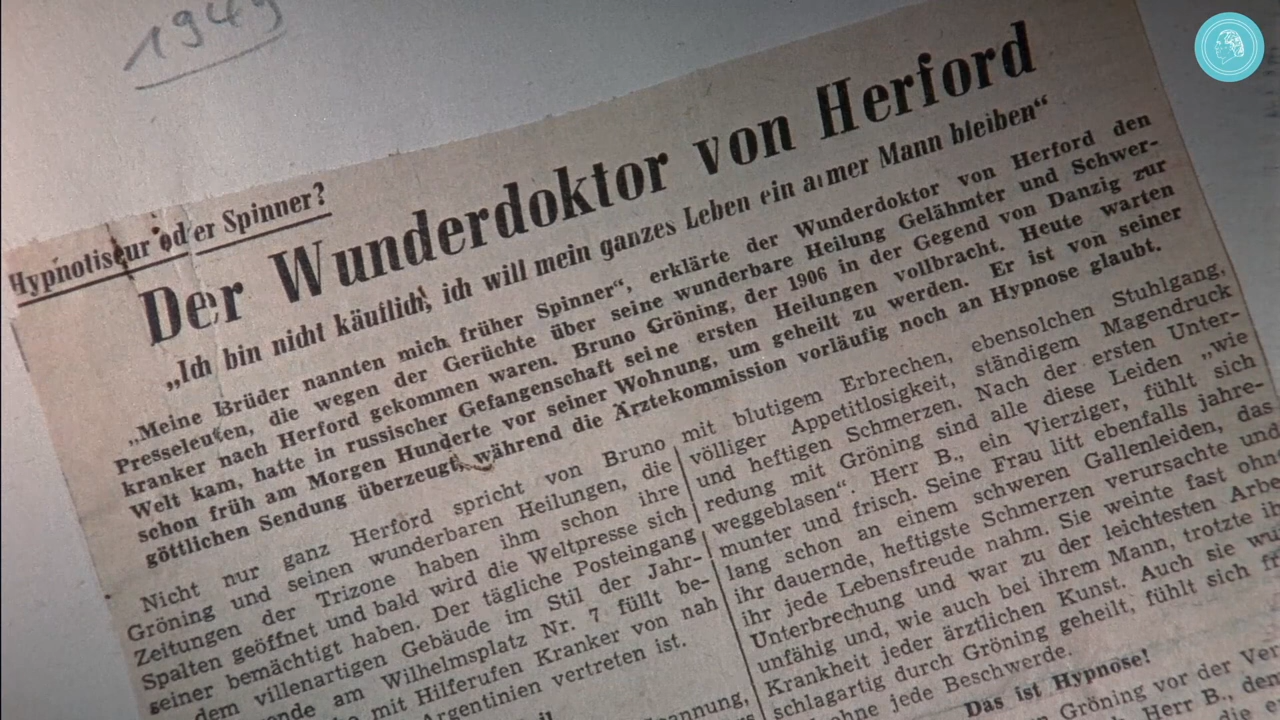 1949
Hypnotiseur oder Spinner?
Der Wunderdoktor von Herford
„Ich bin nicht käuflich, ich will mein ganzes Leben ein armer Mann bleiben“
„Meine Brüder nannten mich früher Spinner“, erklärte der Wunderdoktor von Herford den
Presseleuten, die wegen der Gerüchte über seine wunderbare Heilung Gelähmter und Schwer-
kranker nach Herford gekommen waren. Bruno Gröning, der 1906 in der Gegend von Danzig zur
Welt kam, hatte in russischer Gefangenschaft seine ersten Heilungen vollbracht. Heute warten
schon früh am Morgen Hunderte vor seiner Wohnung, um geheilt zu werden. Er ist von seiner
göttlichen Sendung überzeugt, während die Ärztekommission vorläufig noch an Hypnose glaubt.
Nicht nur ganz Herford spricht von Bruno
Gröning und seinen wunderbaren Heilungen, die
Zeitungen der Trizone haben ihm schon ihre
Spalten geöffnet und bald wird die Weltpresse sich
seiner bemächtigt haben. Der tägliche Posteingang
dem villenartigen Gebäude im Stil der Jahr-
ende am Wilhelmsplatz Nr. 7 füllt be-
mit Hilferufen Kranker von nah
Argentinien vertreten ist.
mit blutigem Erbrechen, ebensolchen Stuhlgang,
völliger Appetitlosigkeit, ständigem Magendruck
und heftigen Schmerzen. Nach der ersten Unter-
redung mit Gröning sind alle diese Leiden „wie
weggeblasen“. Herr B., ein Vierziger, fühlt sich
munter und frisch. Seine Frau litt ebenfalls jahre-
lang schon an einem schweren Gallenleiden, das
ihr dauernde, heftigste Schmerzen verursachte und
ihr jede Lebensfreude nahm. Sie weinte fast ohne
Unterbrechung und war zu der leichtesten Arbe
unfähig und, wie auch bei ihrem Mann, trotzte ih
Krankheit jeder ärztlichen Kunst. Auch sie wu
schlagartig durch Gröning geheilt, fühlt sich fr
ohne jede Beschwerde.
Das ist Hypnose!
Gröning vor der Ver
Herr B., dem